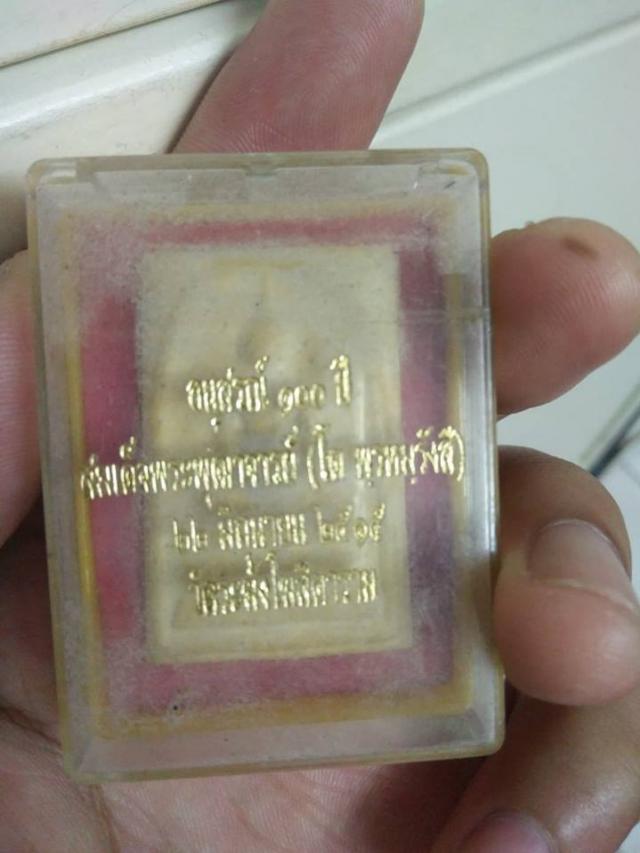 อนุสรณ์ ๑๐๐ ปี
สมเด็จพระพุฒาจารย์ (โต พฺรหฺมรํสี)
๒๒ มิถุนายน ๒๕๑๕
วัดระฆังโฆสิตาราม